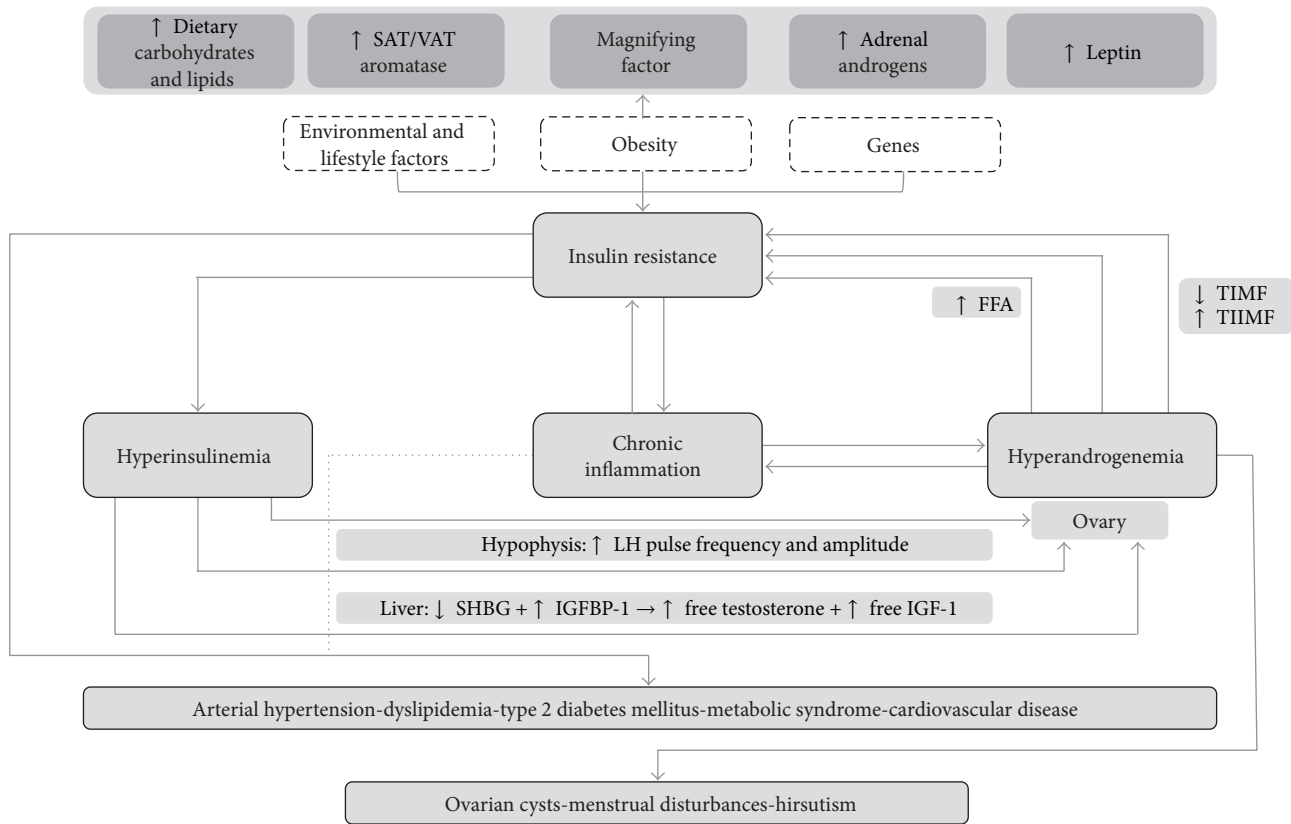 ↑ Dietary
carbohydrates
and lipids
↑ SAT/VAT
aromatase
Magnifying
factor
↑ Adrenal
androgens
↑ Leptin
Environmental and
lifestyle factors
Obesity
Genes
Insulin resistance
↑ FFA
↓ TIMF
↑ TIIMF
Hyperinsulinemia
Chronic
inflammation
Hyperandrogenemia
Ovary
Hypophysis: ↑ LH pulse frequency and amplitude
Liver: ↓ SHBG + ↑ IGFBP-1 → ↑ free testosterone + ↑ free IGF-1
Arterial hypertension-dyslipidemia-type 2 diabetes mellitus-metabolic syndrome-cardiovascular disease
Ovarian cysts-menstrual disturbances-hirsutism